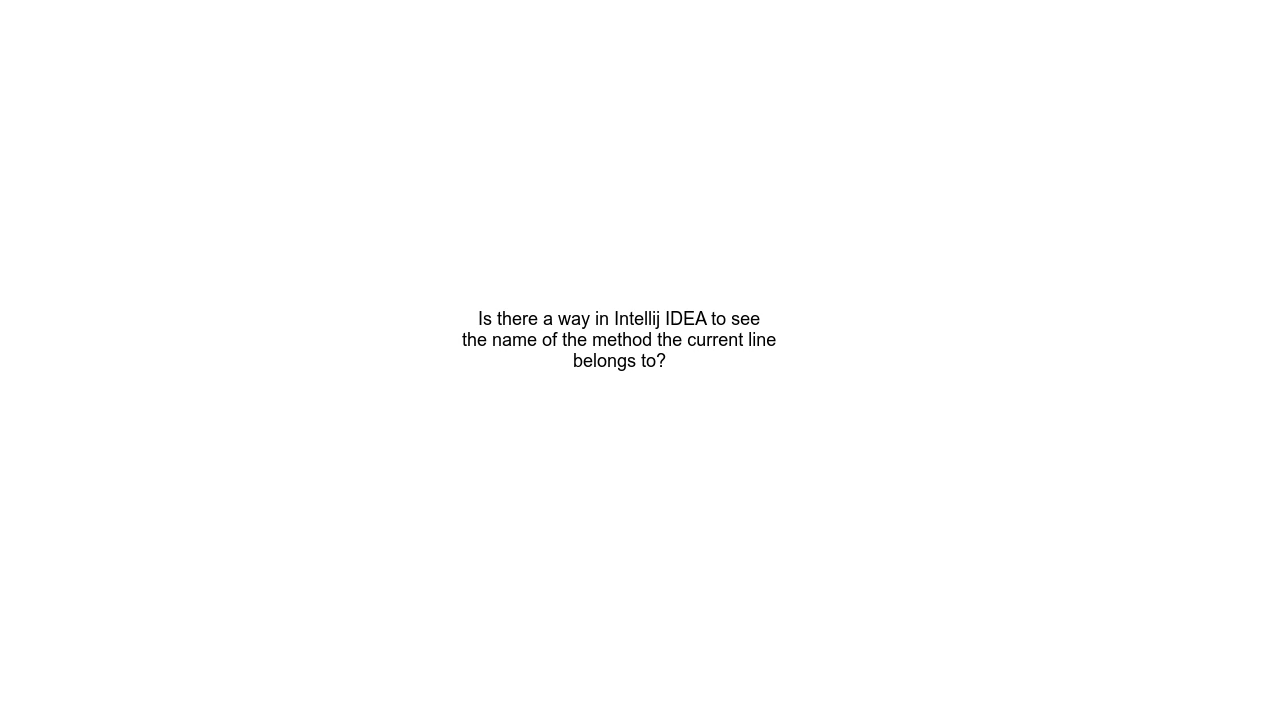 Is there a way in Intellij IDEA to see
the name of the method the current line
belongs to?